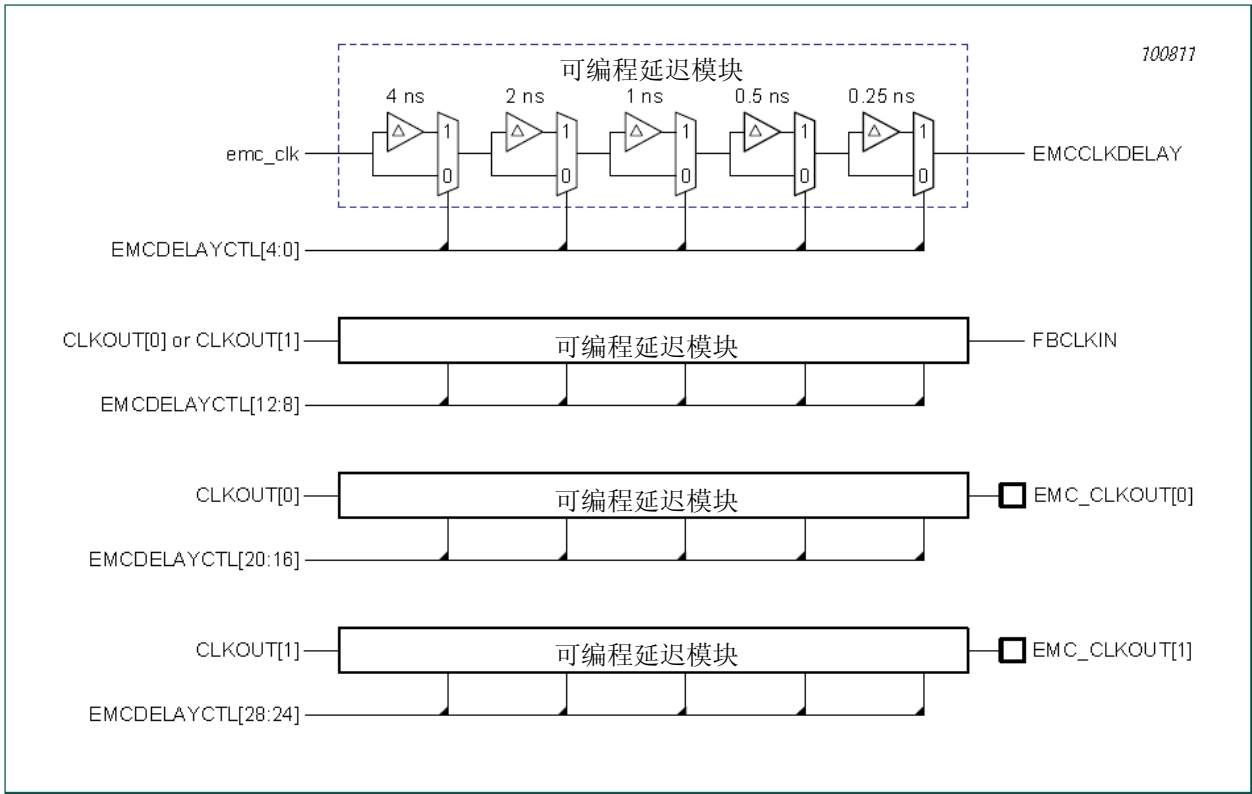 100811
可编程延迟模块
4 ns 2 ns 1 ns 0.5 ns 0.25 ns
1 1 1 1 1
emc_clk EMCCLKDELAY
0 0 0 0 0
EMCDELAYCTL[4:0]
CLKOUT[0] or CLKOUT[1] 可编程延迟模块 FBCLKIN
EMCDELAYCTL[12:8]
CLKOUT[0] 可编程延迟模块 EMC_CLKOUT[0]
EMCDELAYCTL[20:16]
CLKOUT[1] 可编程延迟模块 EMC_CLKOUT[1]
EMCDELAYCTL[28:24]